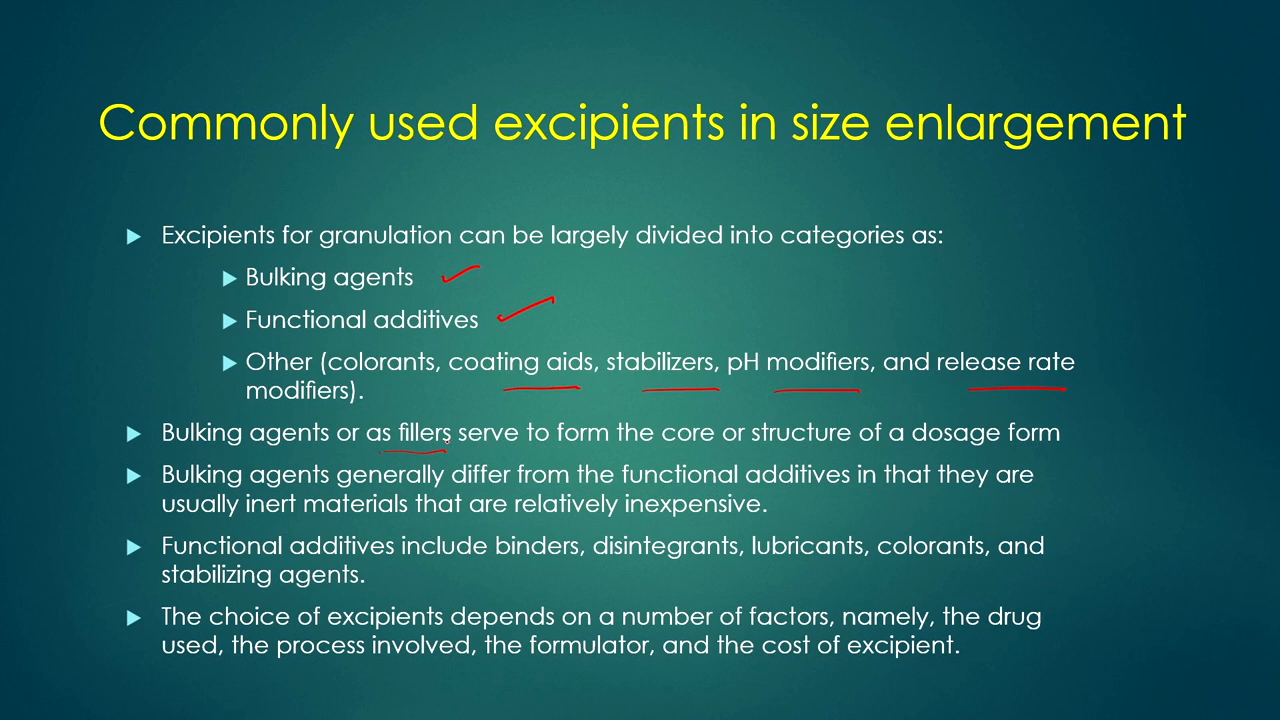 Commonly used excipients in size enlargement
Excipients for granulation can be largely divided into categories as:
Bulking agents
Functional additives
Other (colorants, coating aids, stabilizers, pH modifiers, and release rate
modifiers).
Bulking agents or as fillers serve to form the core or structure of a dosage form
Bulking agents generally differ from the functional additives in that they are
usually inert materials that are relatively inexpensive.
Functional additives include binders, disintegrants, lubricants, colorants, and
stabilizing agents.
The choice of excipients depends on a number of factors, namely, the drug
used, the process involved, the formulator, and the cost of excipient.